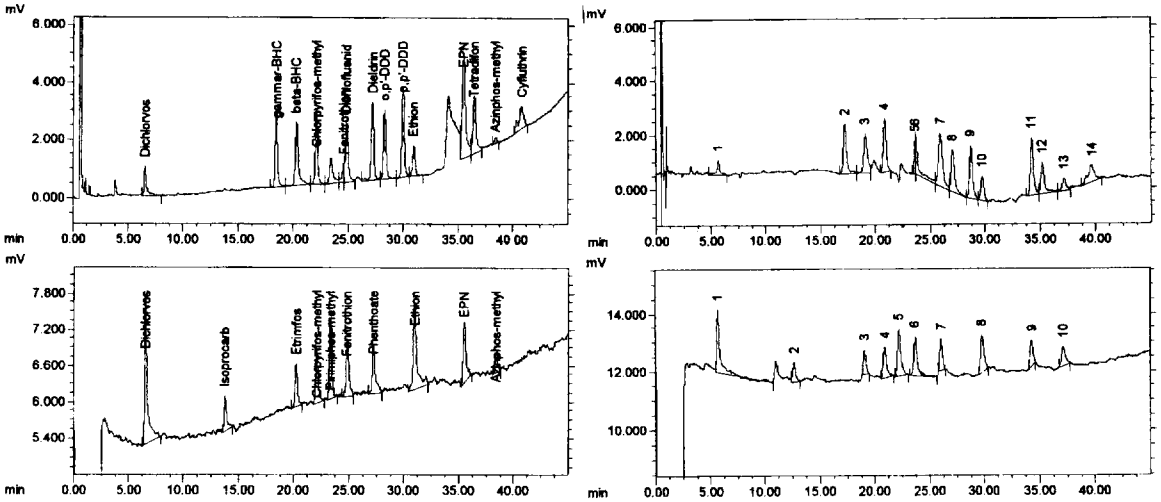 mV
6.000
4.000
2.000
0.000
Dichlorvos
gammar-BHC
beta-BHC
Chlorpyrifos-methyl
Fenitrothion
Dichlofluanid
Dieldrin
o,p'-DDD
p,p'-DDD
Ethion
EPN
Tetradifon
Azinphos-methyl
Cyfluthrin
min 0.00 5.00 10.00 15.00 20.00 25.00 30.00 35.00 40.00
mV
6.000
4.000
2.000
0.000
1 2 3 4 56 7 8 9 10 11 12 13 14
min 0.00 5.00 10.00 15.00 20.00 25.00 30.00 35.00 40.00
mV
7.800
7.200
6.600
6.000
5.400
Dichlorvos
Isoprocarb
Etrimfos
Chlorpyrifos-methyl
Pirimiphos-methyl
Fenitrothion
Phenthoate
Ethion
EPN
Azinphos-methyl
min 0.00 5.00 10.00 15.00 20.00 25.00 30.00 35.00 40.00
mV
14.000
12.000
10.000
1 2 3 4 5 6 7 8 9 10
min 0.00 5.00 10.00 15.00 20.00 25.00 30.00 35.00 40.00